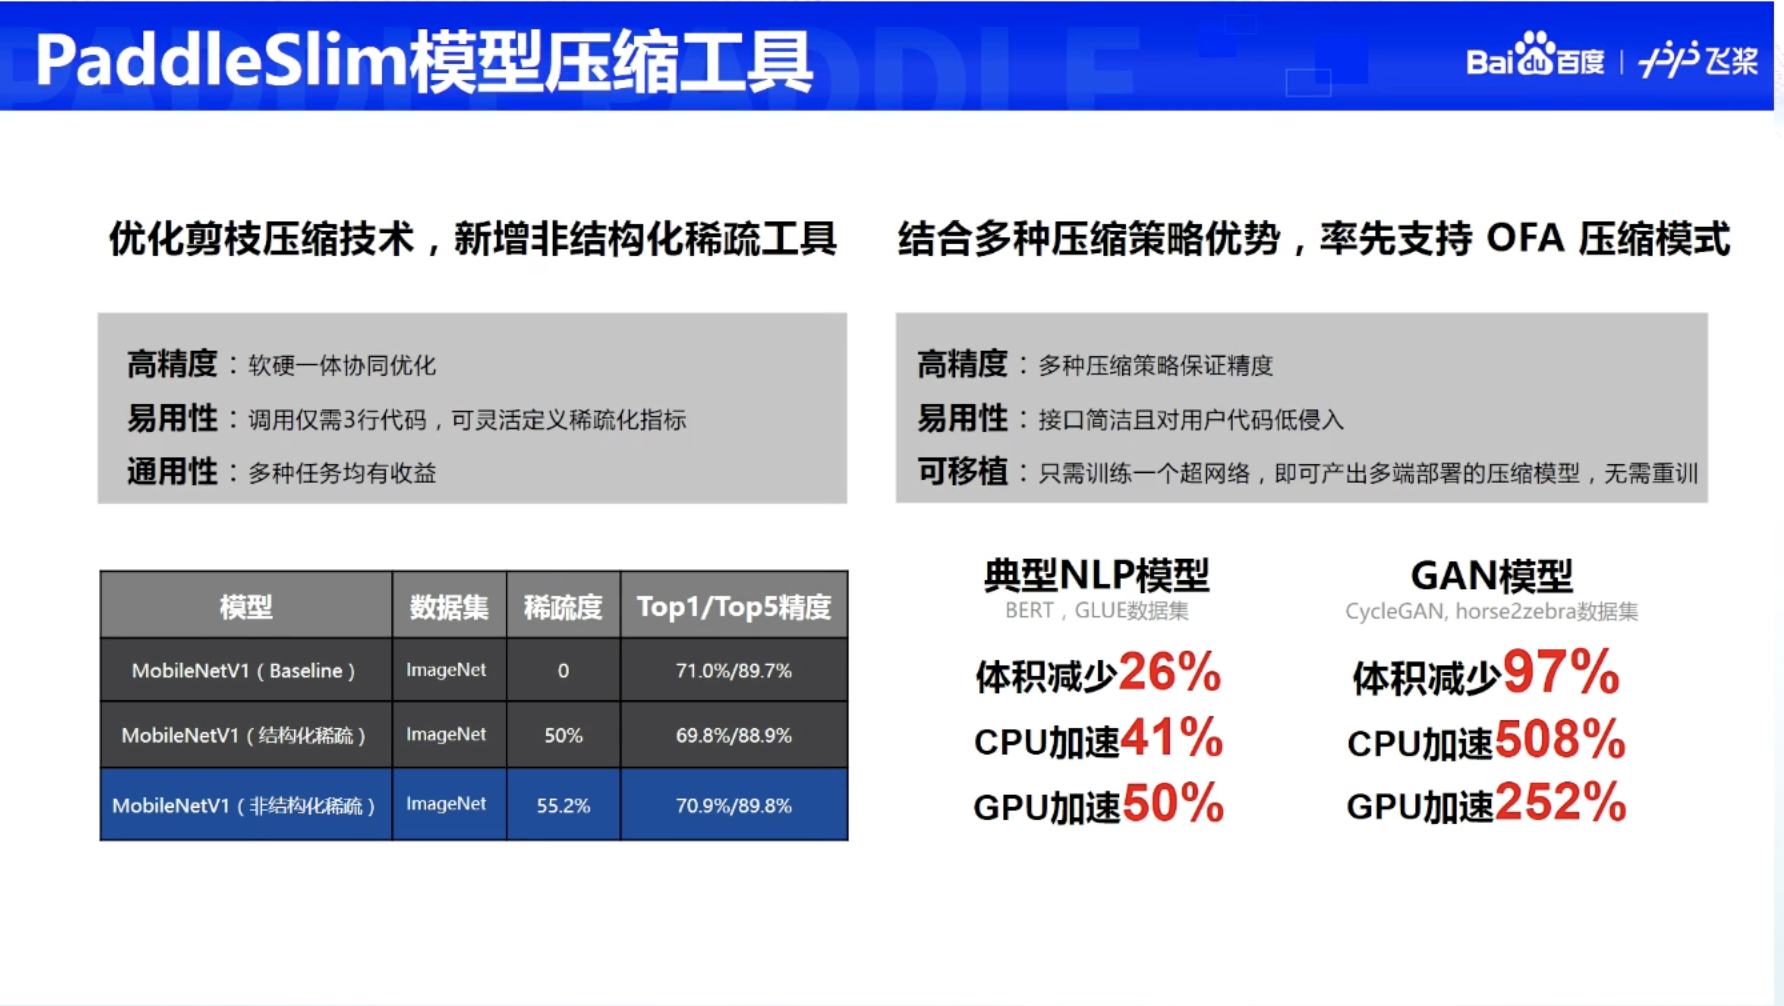 PaddleSlim模型压缩工具
Bai du 百度 | 飞桨
优化剪枝压缩技术，新增非结构化稀疏工具
高精度：软硬一体协同优化
易用性：调用仅需3行代码，可灵活定义稀疏化指标
通用性：多种任务均有收益
模型 数据集 稀疏度 Top1/Top5精度
MobileNetV1（Baseline） ImageNet 0 71.0%/89.7%
MobileNetV1（结构化稀疏） ImageNet 50% 69.8%/88.9%
MobileNetV1（非结构化稀疏） ImageNet 55.2% 70.9%/89.8%
结合多种压缩策略优势，率先支持 OFA 压缩模式
高精度：多种压缩策略保证精度
易用性：接口简洁且对用户代码低侵入
可移植：只需训练一个超网络，即可产出多端部署的压缩模型，无需重训
典型NLP模型
BERT，GLUE数据集
体积减少26%
CPU加速41%
GPU加速50%
GAN模型
CycleGAN, horse2zebra数据集
体积减少97%
CPU加速508%
GPU加速252%